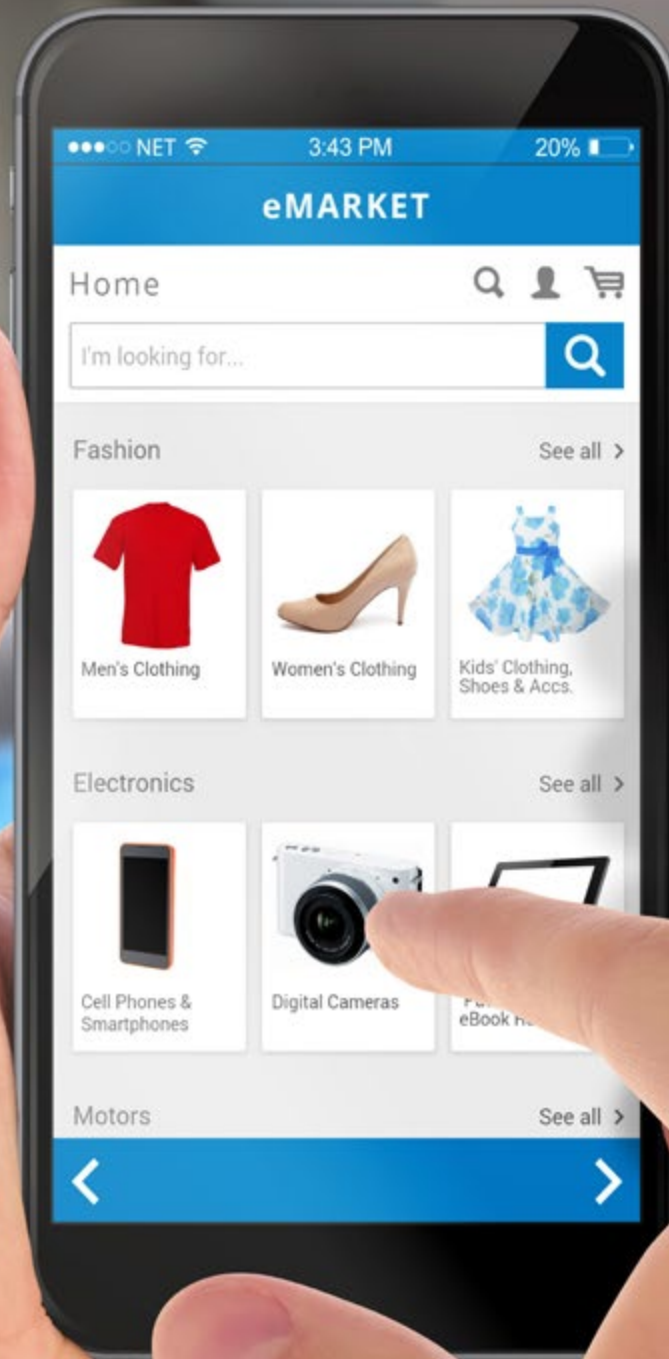 NET 3:43 PM 20%
eMARKET
Home
I'm looking for...
Fashion See all >
Men's Clothing Women's Clothing Kids' Clothing,
Shoes & Accs.
Electronics See all >
Cell Phones &
Smartphones
Digital Cameras
eBook
Motors See all >